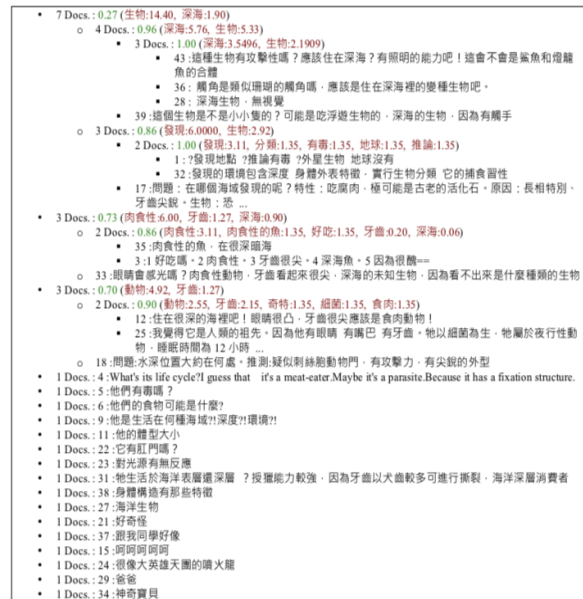 7 Docs. : 0.27 (生物:14.40, 深海:1.90)
4 Docs. : 0.96 (深海:5.76, 生物:5.33)
3 Docs. : 1.00 (深海:3.5496, 生物:2.1909)
43 :這種生物有攻擊性嗎？應該住在深海？有照明的能力吧！這會不會是鯊魚和燈龍
魚的合體
36 : 觸角是類似珊瑚的觸角嗎，應該是住在深海裡的變種生物吧。
28 : 深海生物，無視覺
39 :這個生物是不是小小隻的？可能是吃浮遊生物的，深海的生物，因為有觸手
3 Docs. : 0.86 (發現:6.0000, 生物:2.92)
2 Docs. : 1.00 (發現:3.11, 分類:1.35, 有毒:1.35, 地球:1.35, 推論:1.35)
1 : ?發現地點 ?推論有毒 ?外星生物 地球沒有
32 :發現的環境包含深度 身體外表特徵，實行生物分類 它的捕食習性
17 :問題：在哪個海域發現的呢？特性：吃腐肉，極可能是古老的活化石。原因：長相特別、
牙齒尖銳。生物：恐 ...
3 Docs. : 0.73 (肉食性:6.00, 牙齒:1.27, 深海:0.90)
2 Docs. : 0.86 (肉食性:3.11, 肉食性的魚:1.35, 好吃:1.35, 牙齒:0.20, 深海:0.06)
35 :肉食性的魚，在很深暗海
3 :1 好吃嗎。2 肉食性。3 牙齒很尖。4 深海魚。5 因為很醜==
33 :眼睛會感光嗎？肉食性動物，牙齒看起來很尖，深海的未知生物，因為看不出來是什麼種類的生物
3 Docs. : 0.70 (動物:4.92, 牙齒:1.27)
2 Docs. : 0.90 (動物:2.55, 牙齒:2.15, 奇特:1.35, 細菌:1.35, 食肉:1.35)
12 :住在很深的海裡吧！眼睛很凸，牙齒很尖應該是食肉動物！
25 :我覺得它是人類的祖先。因為他有眼睛 有嘴巴 有牙齒。牠以細菌為生，牠屬於夜行性動
物，睡眠時間為 12 小時 ...
18 :問題:水深位置大約在何處。推測:疑似刺絲胞動物門，有攻擊力，有尖銳的外型
1 Docs. : 4 :What's its life cycle?I guess that it's a meat-eater.Maybe it's a parasite.Because it has a fixation structure.
1 Docs. : 5 :他們有毒嗎？
1 Docs. : 6 :他們的食物可能是什麼?
1 Docs. : 9 :他是生活在何種海域?!深度?!環境?!
1 Docs. : 11 :他的體型大小
1 Docs. : 22 :它有肛門嗎？
1 Docs. : 23 :對光源有無反應
1 Docs. : 31 :牠生活於海洋表層還深層 ？授獵能力較強，因為牙齒以犬齒較多可進行撕裂，海洋深層消費者
1 Docs. : 38 :身體構造有那些特徵
1 Docs. : 27 :海洋生物
1 Docs. : 21 :好奇怪
1 Docs. : 37 :跟我同學好像
1 Docs. : 15 :呵呵呵呵呵
1 Docs. : 24 :很像大英雄天團的噴火龍
1 Docs. : 29 :爸爸
1 Docs. : 34 :神奇寶貝